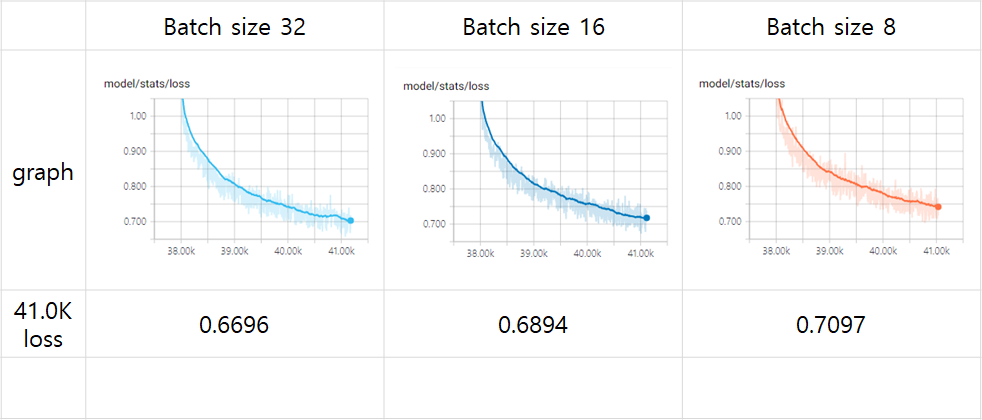 Batch size 32
Batch size 16
Batch size 8
graph
model/stats/loss
1.00
0.900
0.800
0.700
38.00k 39.00k 40.00k 41.00k
model/stats/loss
1.00
0.900
0.800
0.700
38.00k 39.00k 40.00k 41.00k
model/stats/loss
1.00
0.900
0.800
0.700
38.00k 39.00k 40.00k 41.00k
41.0K
loss
0.6696
0.6894
0.7097